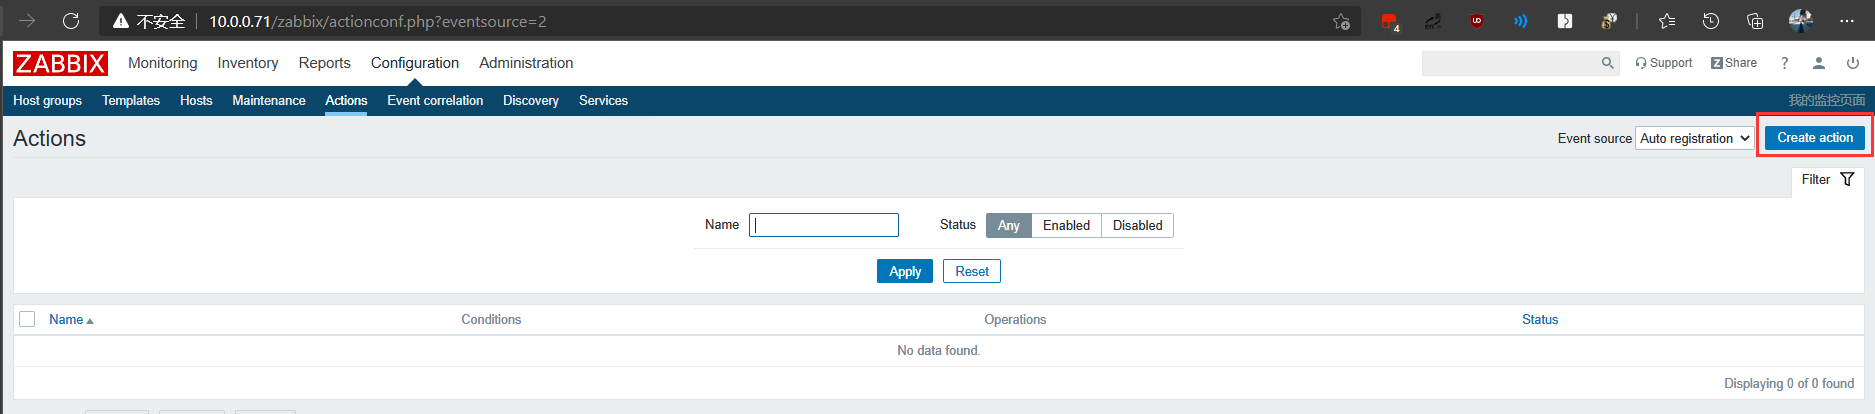 不安全 10.0.0.71/zabbix/actionconf.php?eventsource=2 4 UO
ZABBIX Monitoring Inventory Reports Configuration Administration Support Z Share ?
Host groups Templates Hosts Maintenance Actions Event correlation Discovery Services 我的监控页面
Actions Event source Auto registration Create action
Filter
Name Status Any Enabled Disabled
Apply Reset
Name Conditions Operations Status
No data found.
Displaying 0 of 0 found